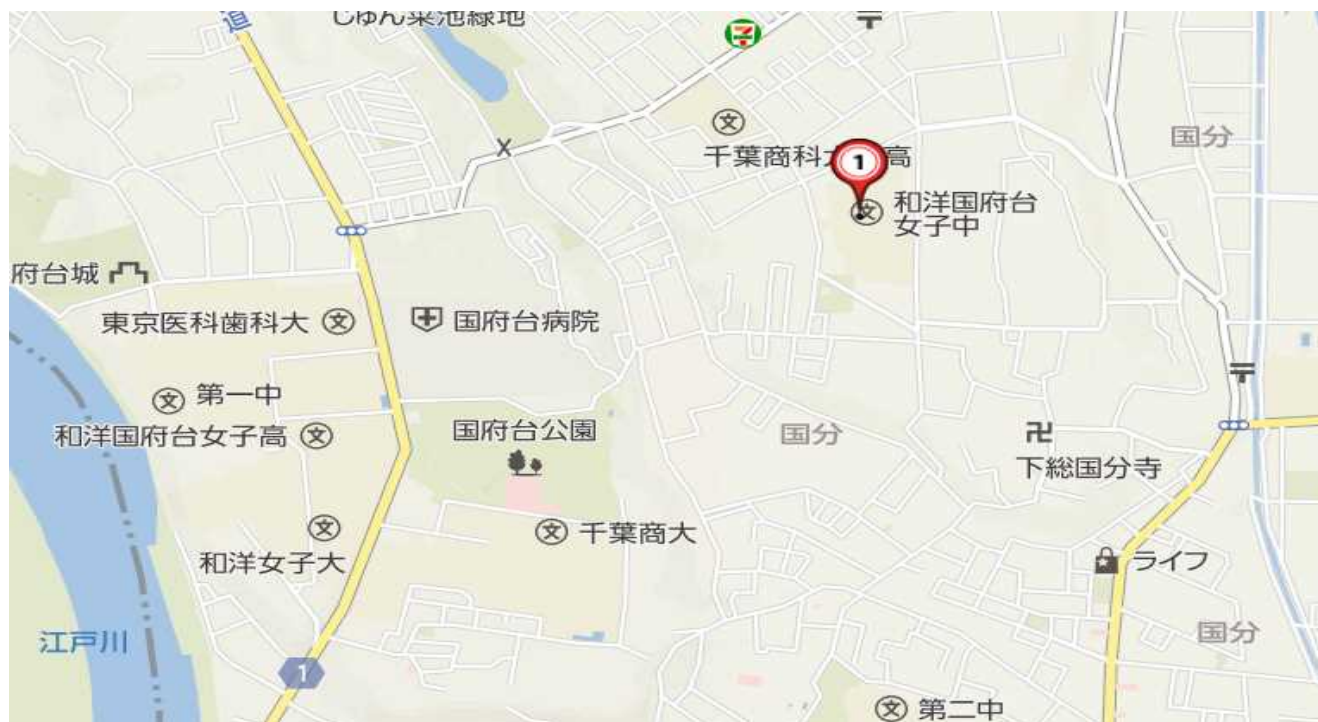 道
じゅん菜池緑地
7
千葉商科大
高
1
国分
和洋国府台
女子中
府台城
東京医科歯科大
国府台病院
第一中
和洋国府台女子高
国府台公園
国分
下総国分寺
千葉商大
和洋女子大
ライフ
江戸川
国分
1
第二中